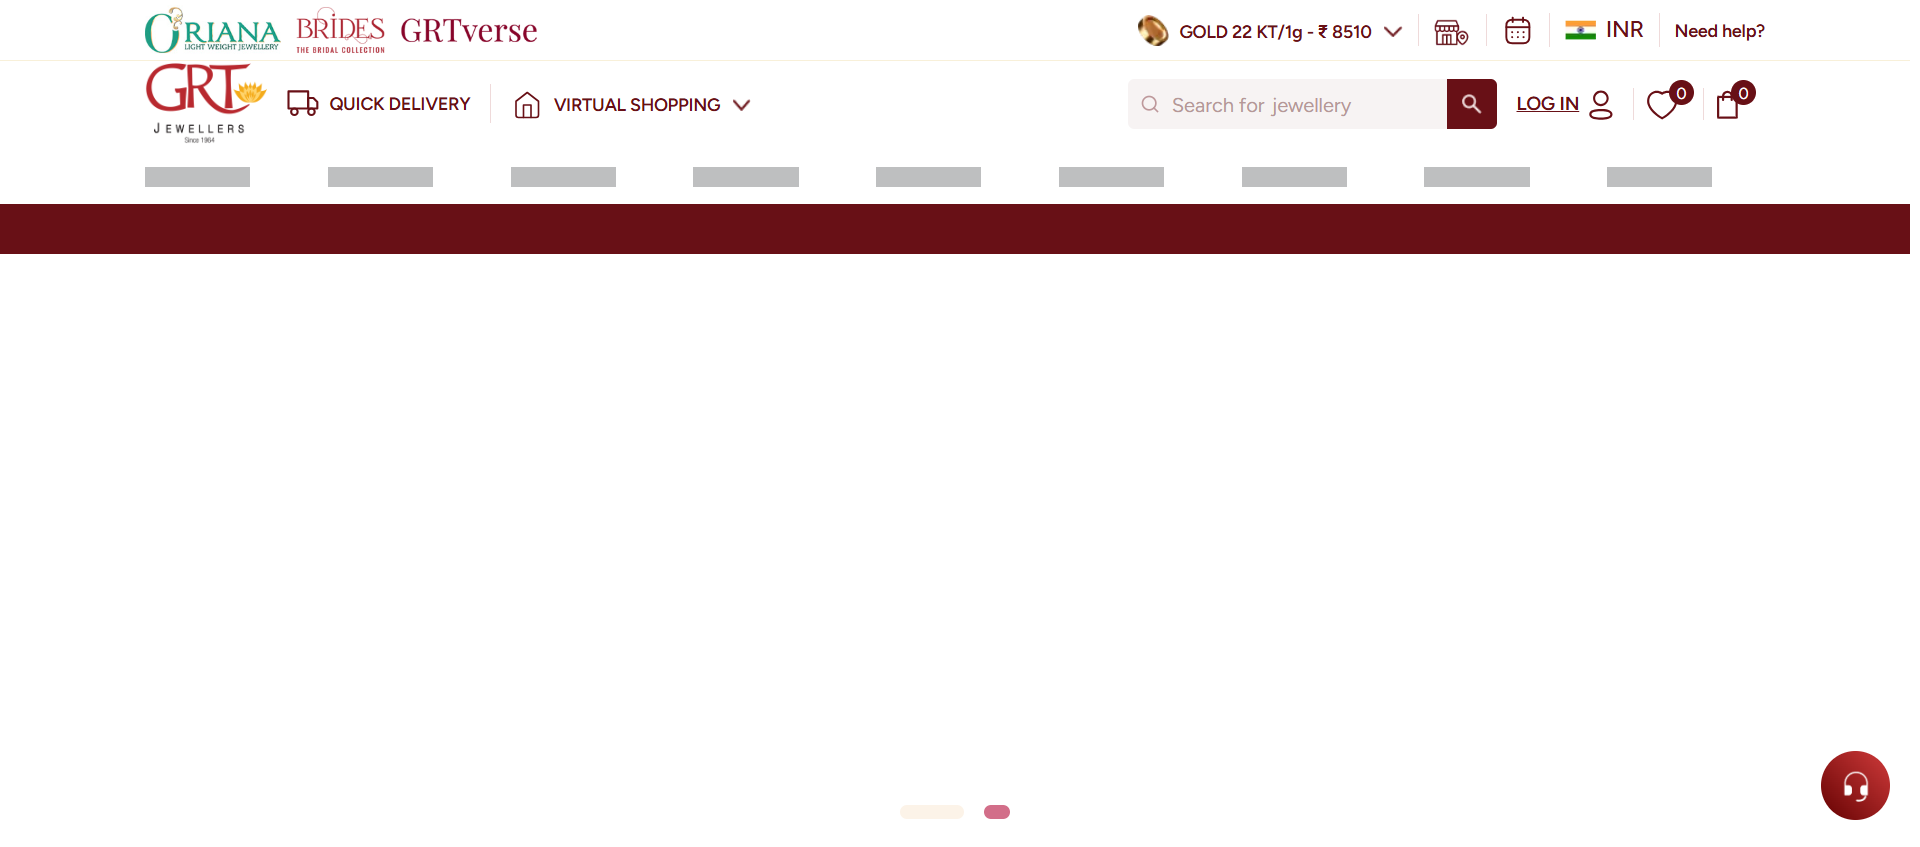 ORIANA
LIGHT WEIGHT JEWELLERY
BRIDES
THE BRIDAL COLLECTION
GRTverse
GOLD 22 KT/1g - ₹ 8510
INR
Need help?
GRT
JEWELLERS
Since 1964
QUICK DELIVERY
VIRTUAL SHOPPING
Search for jewellery
LOG IN
0
0